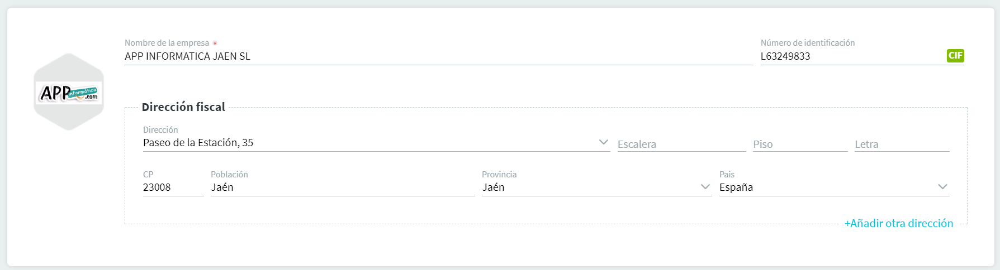 Nombre de la empresa *
APP INFORMATICA JAEN SL
Número de identificación
L63249833
CIF
APP
informática
.com
Dirección fiscal
Dirección
Paseo de la Estación, 35
Escalera
Piso
Letra
CP
23008
Población
Jaén
Provincia
Jaén
Pais
España
+Añadir otra dirección